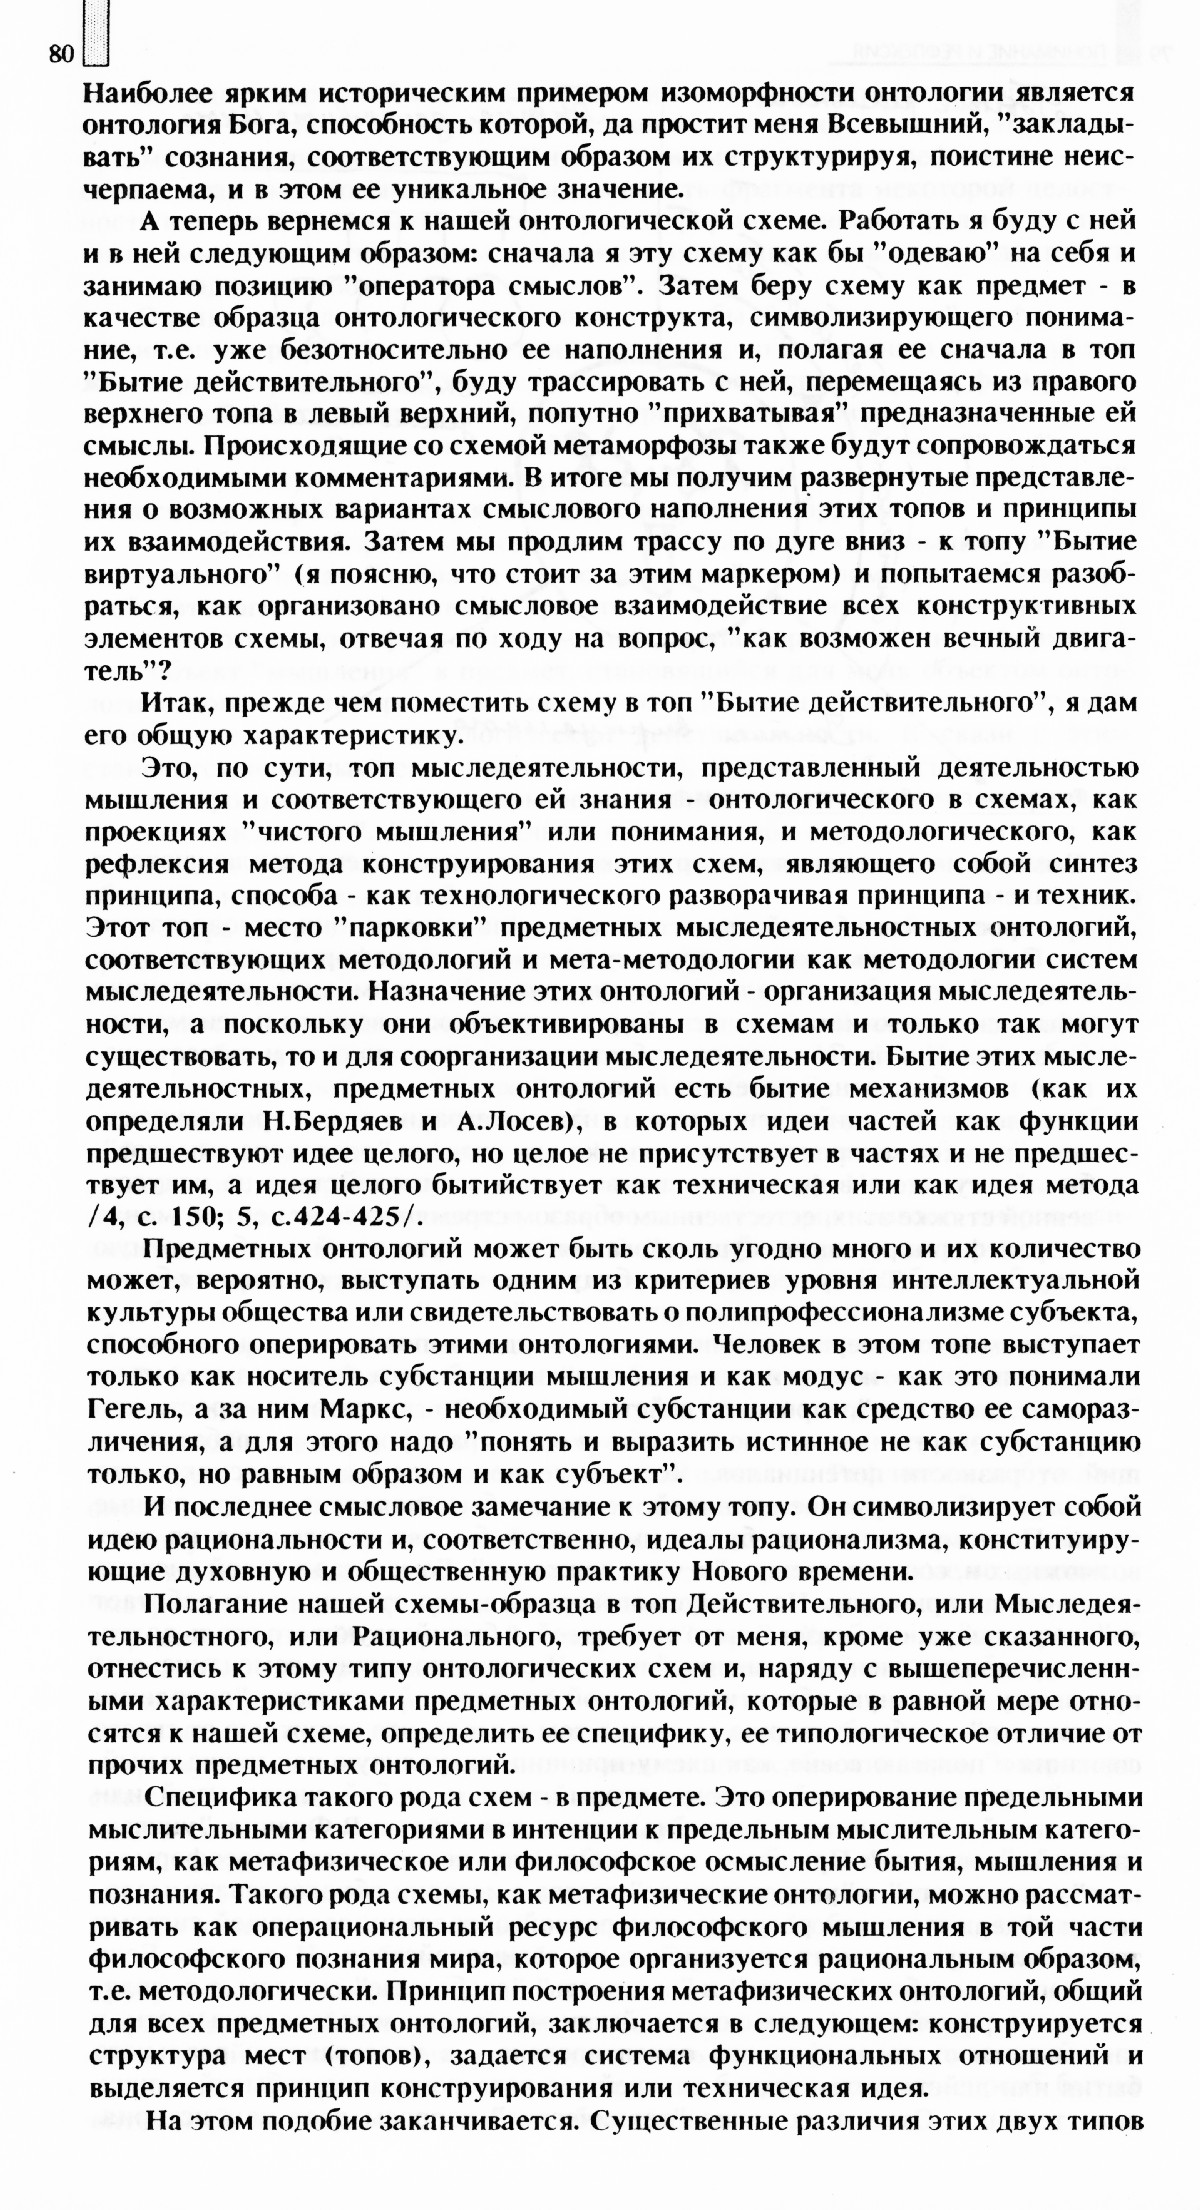 80
Наиболее ярким историческим примером изоморфности онтологии является
онтология Бога, способность которой, да простит меня Всевышний, ”заклады-
вать” сознания, соответствующим образом их структурируя, поистине неис-
черпаема, и в этом ее уникальное значение.
А теперь вернемся к нашей онтологической схеме. Работать я буду с ней
и в ней следующим образом: сначала я эту схему как бы ”одеваю” на себя и
занимаю позицию ”оператора смыслов”. Затем беру схему как предмет - в
качестве образца онтологического конструкта, символизирующего понима-
ние, т.е. уже безотносительно ее наполнения и, полагая ее сначала в топ
”Бытие действительного”, буду трассировать с ней, перемещаясь из правого
верхнего топа в левый верхний, попутно ”прихватывая” предназначенные ей
смыслы. Происходящие со схемой метаморфозы также будут сопровождаться
необходимыми комментариями. В итоге мы получим развернутые представле-
ния о возможных вариантах смыслового наполнения этих топов и принципы
их взаимодействия. Затем мы продлим трассу по дуге вниз - к топу ”Бытие
виртуального” (я поясню, что стоит за этим маркером) и попытаемся разоб-
раться, как организовано смысловое взаимодействие всех конструктивных
элементов схемы, отвечая по ходу на вопрос, ”как возможен вечный двига-
тель”?
Итак, прежде чем поместить схему в топ ”Бытие действительного”, я дам
его общую характеристику.
Это, по сути, топ мыследеятельности, представленный деятельностью
мышления и соответствующего ей знания - онтологического в схемах, как
проекциях ”чистого мышления” или понимания, и методологического, как
рефлексия метода конструирования этих схем, являющего собой синтез
принципа, способа - как технологического разворачивая принципа - и техник.
Этот топ - место ”парковки” предметных мыследеятельностных онтологий,
соответствующих методологий и мета-методологии как методологии систем
мыследеятельности. Назначение этих онтологий - организация мыследеятель-
ности, а поскольку они объективированы в схемам и только так могут
существовать, то и для соорганизации мыследеятельности. Бытие этих мысле-
деятельностных, предметных онтологий есть бытие механизмов (как их
определяли Н.Бердяев и А.Лосев), в которых идеи частей как функции
предшествуют идее целого, но целое не присутствует в частях и не предшес-
твует им, а идея целого бытийствует как техническая или как идея метода
/4, с. 150; 5, с.424-425/.
Предметных онтологий может быть сколь угодно много и их количество
может, вероятно, выступать одним из критериев уровня интеллектуальной
культуры общества или свидетельствовать о полипрофессионализме субъекта,
способного оперировать этими онтологиями. Человек в этом топе выступает
только как носитель субстанции мышления и как модус - как это понимали
Гегель, а за ним Маркс, - необходимый субстанции как средство ее самораз-
личения, а для этого надо ”понять и выразить истинное не как субстанцию
только, но равным образом и как субъект”.
И последнее смысловое замечание к этому топу. Он символизирует собой
идею рациональности и, соответственно, идеалы рационализма, конституиру-
ющие духовную и общественную практику Нового времени.
Полагание нашей схемы-образца в топ Действительного, или Мыследея-
тельностного, или Рационального, требует от меня, кроме уже сказанного,
отнестись к этому типу онтологических схем и, наряду с вышеперечисленн-
ыми характеристиками предметных онтологий, которые в равной мере отно-
сятся к нашей схеме, определить ее специфику, ее типологическое отличие от
прочих предметных онтологий.
Специфика такого рода схем - в предмете. Это оперирование предельными
мыслительными категориями в интенции к предельным мыслительным катего-
риям, как метафизическое или философское осмысление бытия, мышления и
познания. Такого рода схемы, как метафизические онтологии, можно рассмат-
ривать как операциональный ресурс философского мышления в той части
философского познания мира, которое организуется рациональным образом,
т.е. методологически. Принцип построения метафизических онтологий, общий
для всех предметных онтологий, заключается в следующем: конструируется
структура мест (топов), задается система функциональных отношений и
выделяется принцип конструирования или техническая идея.
На этом подобие заканчивается. Существенные различия этих двух типов